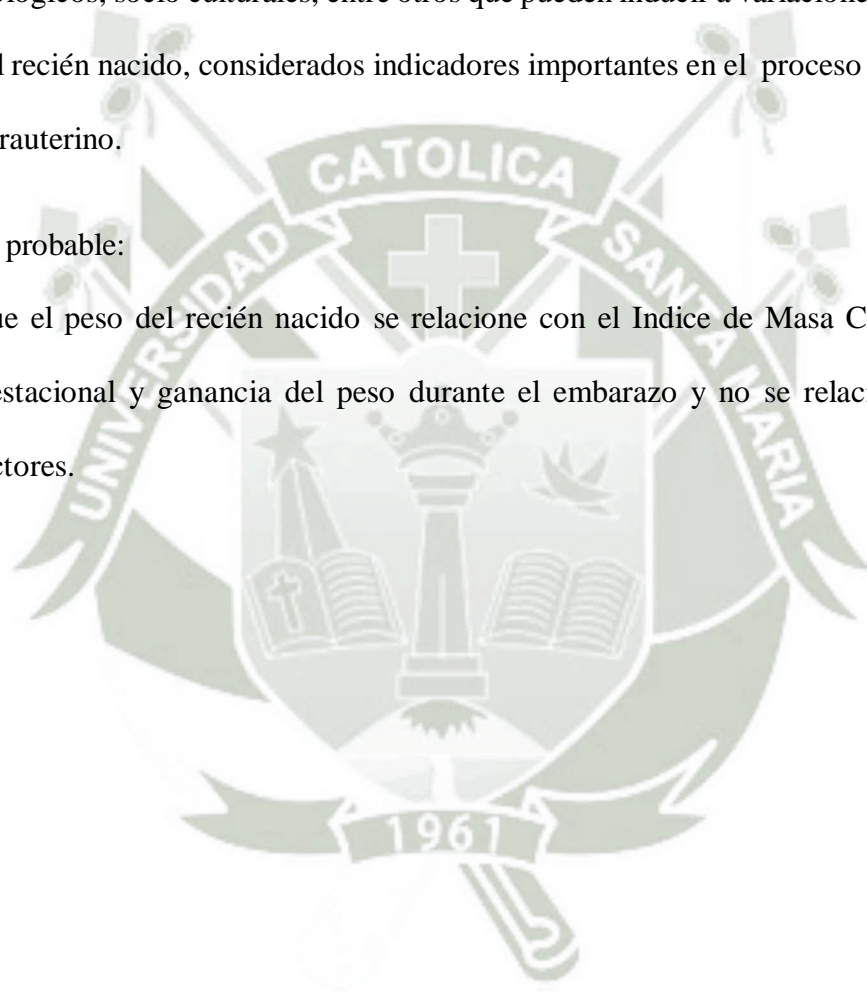 ológicos, socio culturales, entre otros que pueden inducir a variacione
l recién nacido, considerados indicadores importantes en el proceso
rauterino.
probable:
ue el peso del recién nacido se relacione con el Indice de Masa C
estacional y ganancia del peso durante el embarazo y no se relaci
ctores.
UNIVERSIDAD CATOLICA SANTA MARIA
1961